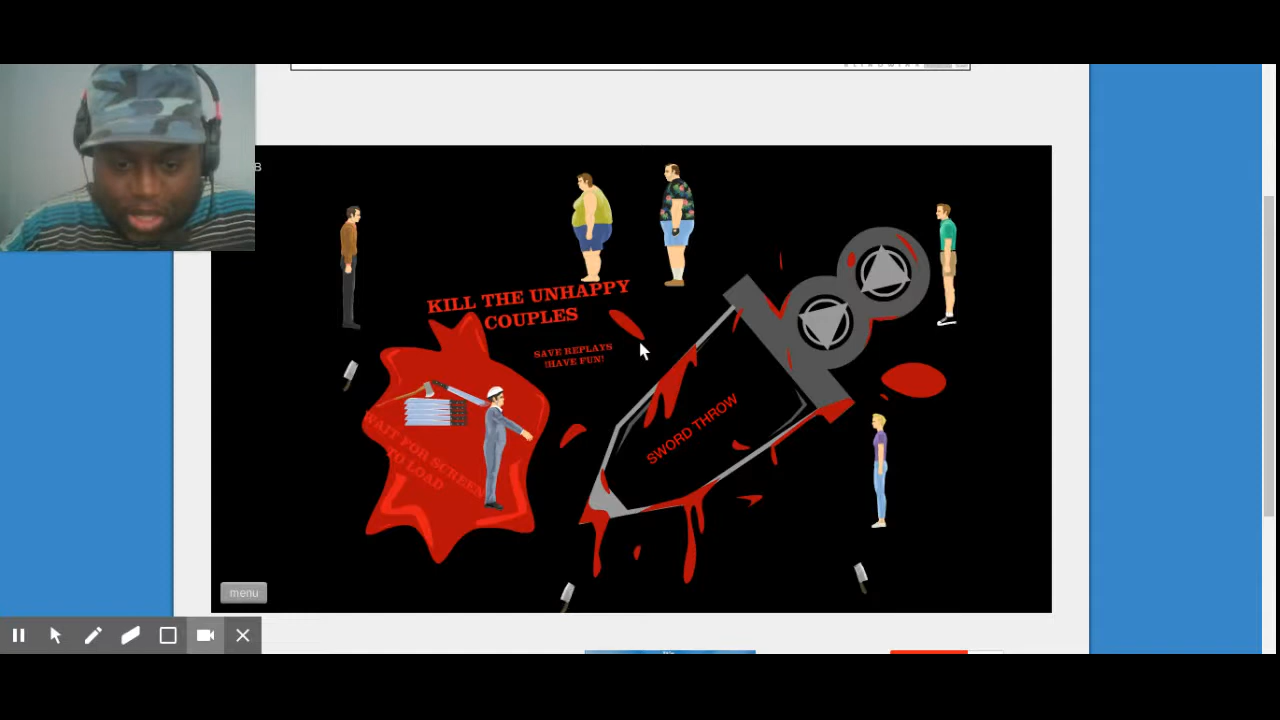 KILL THE UNHAPPY
COUPLES
SAVE REPLAYS
!HAVE FUN!
WAIT FOR SCREEN
TO LOAD
SWORD THROW
menu